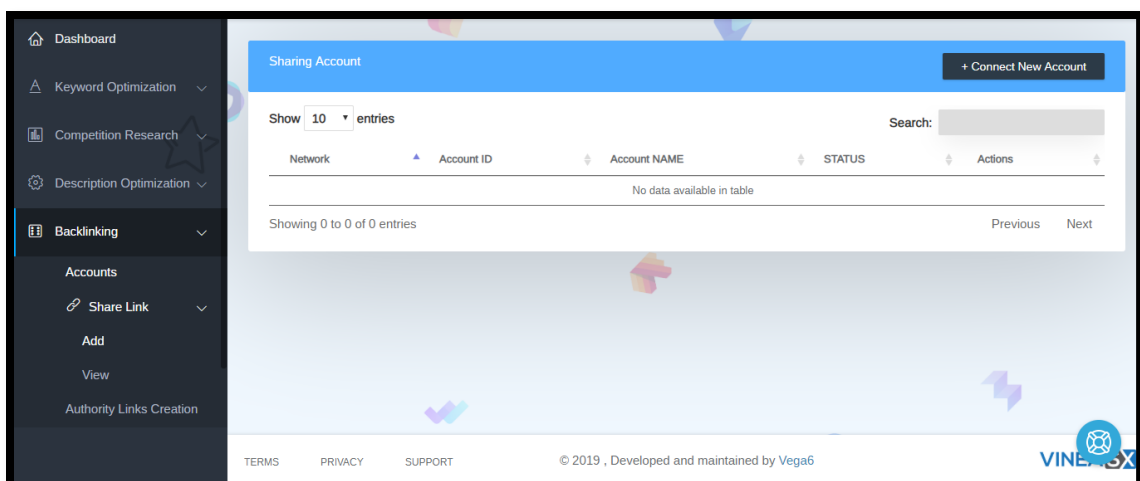 Dashboard
Keyword Optimization
Competition Research
Description Optimization
Backlinking
Accounts
Share Link
Add
View
Authority Links Creation
Sharing Account
+ Connect New Account
Show 10 entries
Search:
Network Account ID Account NAME STATUS Actions
No data available in table
Showing 0 to 0 of 0 entries
Previous Next
TERMS PRIVACY SUPPORT © 2019 , Developed and maintained by Vega6